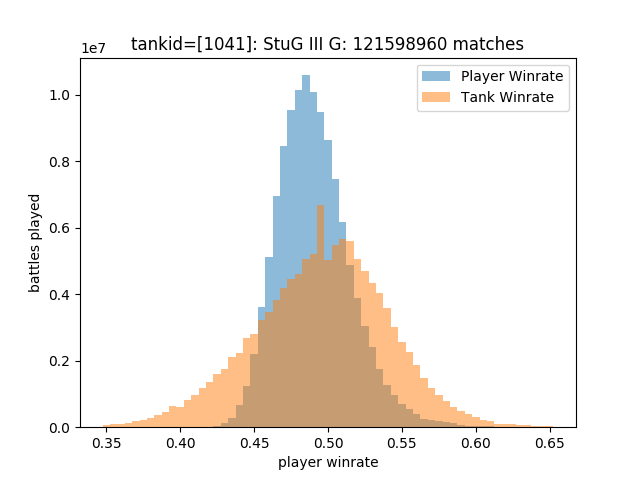 tankid=[1041]: StuG III G: 121598960 matches
1e7
Player Winrate
Tank Winrate
1.0
0.8
0.6
0.4
0.2
0.0
battles played
0.35 0.40 0.45 0.50 0.55 0.60 0.65
player winrate